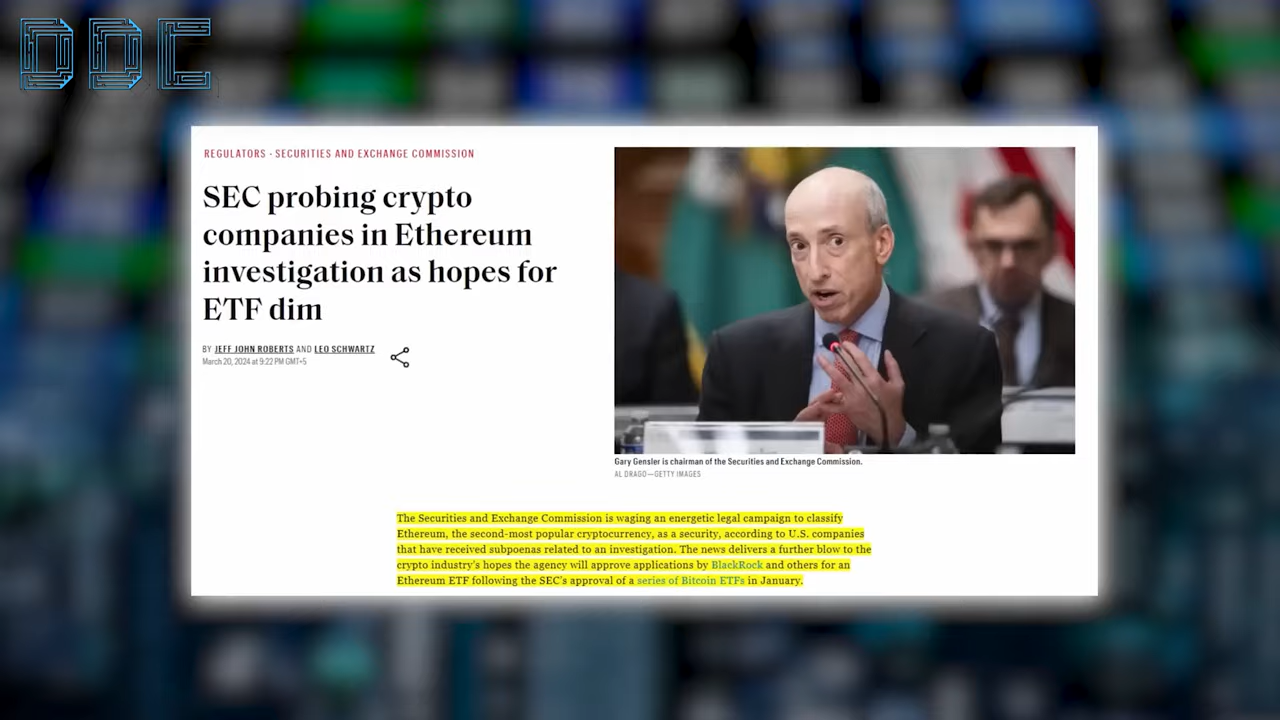 DDC
REGULATORS · SECURITIES AND EXCHANGE COMMISSION
SEC probing crypto
companies in Ethereum
investigation as hopes for
ETF dim
BY JEFF JOHN ROBERTS AND LEO SCHWARTZ
March 20, 2024 at 9:22 PM GMT+5
Gary Gensler is chairman of the Securities and Exchange Commission.
AL DRAGO—GETTY IMAGES
The Securities and Exchange Commission is waging an energetic legal campaign to classify
Ethereum, the second-most popular cryptocurrency, as a security, according to U.S. companies
that have received subpoenas related to an investigation. The news delivers a further blow to the
crypto industry's hopes the agency will approve applications by BlackRock and others for an
Ethereum ETF following the SEC's approval of a series of Bitcoin ETFs in January.